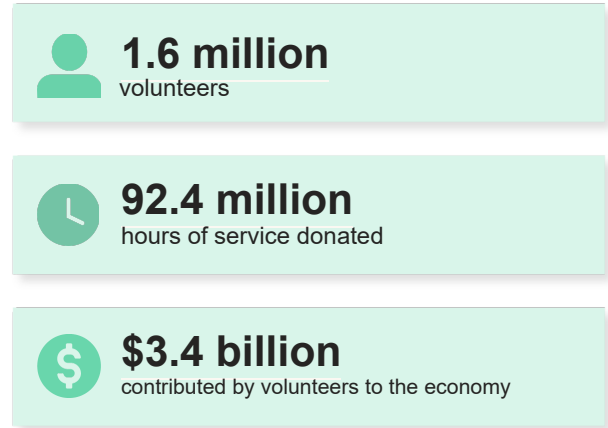 1.6 million
volunteers
92.4 million
hours of service donated
$3.4 billion
contributed by volunteers to the economy